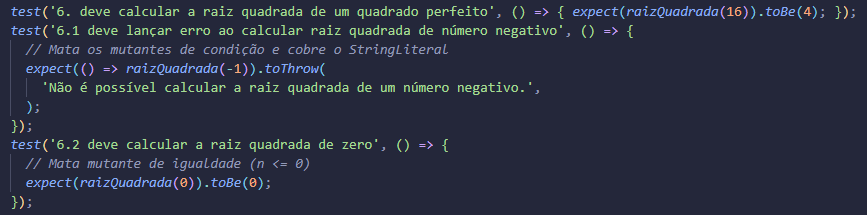 test('6. deve calcular a raiz quadrada de um quadrado perfeito', () => { expect(raizQuadrada(16)).toBe(4); });
test('6.1 deve lançar erro ao calcular raiz quadrada de número negativo', () => {
  // Mata os mutantes de condição e cobre o StringLiteral
  expect(() => raizQuadrada(-1)).toThrow(
    'Não é possível calcular a raiz quadrada de um número negativo.',
  );
});
test('6.2 deve calcular a raiz quadrada de zero', () => {
  // Mata mutante de igualdade (n <= 0)
  expect(raizQuadrada(0)).toBe(0);
});